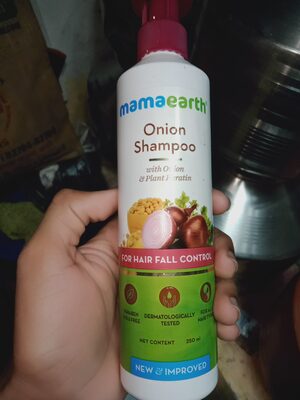 mamaearth
Onion
Shampoo
with Onion
& Plant Keratin
FOR HAIR FALL CONTROL
DERMATOLOGICALLY
TESTED
NET CONTENT 250 ml
NEW & IMPROVED